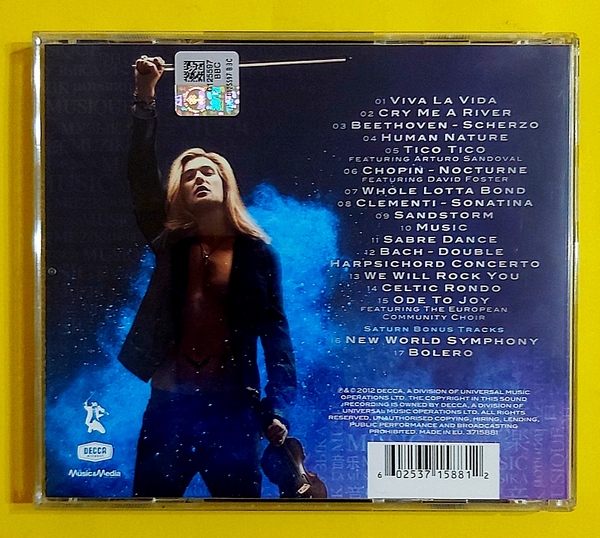 0125597
BBC
0125597 BBC
01 VIVA LA VIDA
02 CRY ME A RIVER
03 BEETHOVEN - SCHERZO
04 HUMAN NATURE
05 TICO TICO
FEATURING ARTURO SANDOVAL
06 CHOPIN - NOCTURNE
FEATURING DAVID FOSTER
07 WHOLE LOTTA BOND
08 CLEMENTI - SONATINA
09 SANDSTORM
10 MUSIC
11 SABRE DANCE
12 BACH - DOUBLE
HARPSICHORD CONCERTO
13 WE WILL ROCK YOU
14 CELTIC RONDO
15 ODE TO JOY
FEATURING THE EUROPEAN
COMMUNITY CHOIR
SATURN BONUS TRACKS
16 NEW WORLD SYMPHONY
17 BOLERO
℗&© 2012 DECCA, A DIVISION OF UNIVERSAL MUSIC
OPERATIONS LTD. THE COPYRIGHT IN THIS SOUND
RECORDING IS OWNED BY DECCA, A DIVISION OF
UNIVERSAL MUSIC OPERATIONS LTD. ALL RIGHTS
RESERVED. UNAUTHORISED COPYING, HIRING, LENDING,
PUBLIC PERFORMANCE AND BROADCASTING
PROHIBITED. MADE IN EU. 3715881
DECCA
Music&Media
6 02537 15881 2